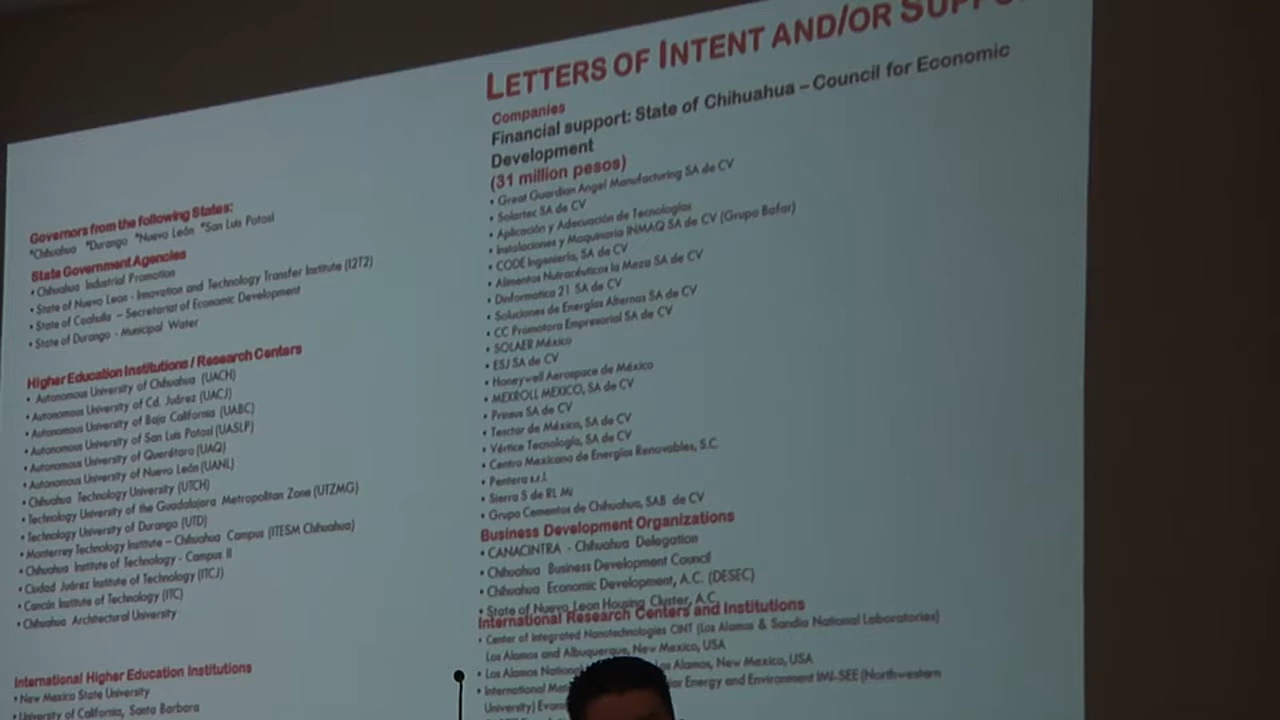 LETTERS OF INTENT AND/OR
Governors from the following States:
*Chihuahua *Durango *Nuevo León *San Luis Potosí
State Government Agencies
• Chihuahua Industrial Promotion
• State of Nuevo Leon - Innovation and Technology Transfer Institute (I2T2)
• State of Coahuila – Secretariat of Economic Development
• State of Durango - Municipal Water
Higher Education Institutions / Research Centers
• Autonomous University of Chihuahua (UACH)
• Autonomous University of Cd. Juárez (UACJ)
• Autonomous University of Baja California (UABC)
• Autonomous University of San Luis Potosí (UASLP)
• Autonomous University of Querétaro (UAQ)
• Autonomous University of Nuevo León (UANL)
• Chihuahua Technology University (UTCH)
• Technology University of the Guadalajara Metropolitan Zone (UTZMG)
• Technology University of Durango (UTD)
• Monterrey Technology Institute – Chihuahua Campus (ITESM Chihuahua)
• Chihuahua Institute of Technology - Campus II
• Ciudad Juárez Institute of Technology (ITCJ)
• Cancún Institute of Technology (ITC)
• Chihuahua Architectural University
International Higher Education Institutions
• New Mexico State University
• University of California, Santa Barbara
Companies
Financial support: State of Chihuahua – Council for Economic
Development
(31 million pesos)
• Great Guardian Angel Manufacturing SA de CV
• Solartec SA de CV
• Aplicación y Adecuación de Tecnologías
• Instalaciones y Maquinaria INMAQ SA de CV (Grupo Bafar)
• CODE Ingeniería, SA de CV
• Alimentos Nutracéuticos la Meza SA de CV
• Dinformatica 21 SA de CV
• Soluciones de Energías Alternas SA de CV
• CC Promotora Empresarial SA de CV
• SOLAER México
• ESJ SA de CV
• Honeywell Aerospace de México
• MEXROLL MEXICO, SA de CV
• SA de CV
• de México, SA de CV
• Vértice Tecnología, SA de CV
• Centro Mexicano de Energías Renovables, S.C.
• Pentera s.r.l.
• Sierra S de RL Mi
• Grupo Cementos de Chihuahua, SAB de CV
Business Development Organizations
• CANACINTRA - Chihuahua Delegation
• Chihuahua Business Development Council
• Chihuahua Economic Development, A.C. (DESEC)
• State of Nuevo Leon Housing Cluster, A.C.
International Research Centers and Institutions
• Center of Integrated Nanotechnologies CINT (Los Alamos & Sandia National Laboratories)
Los Alamos and Albuquerque, New Mexico, USA
• Los Alamos National Los Alamos, New Mexico, USA
• International Energy and Environment IMI-SEE (Northwestern
University)